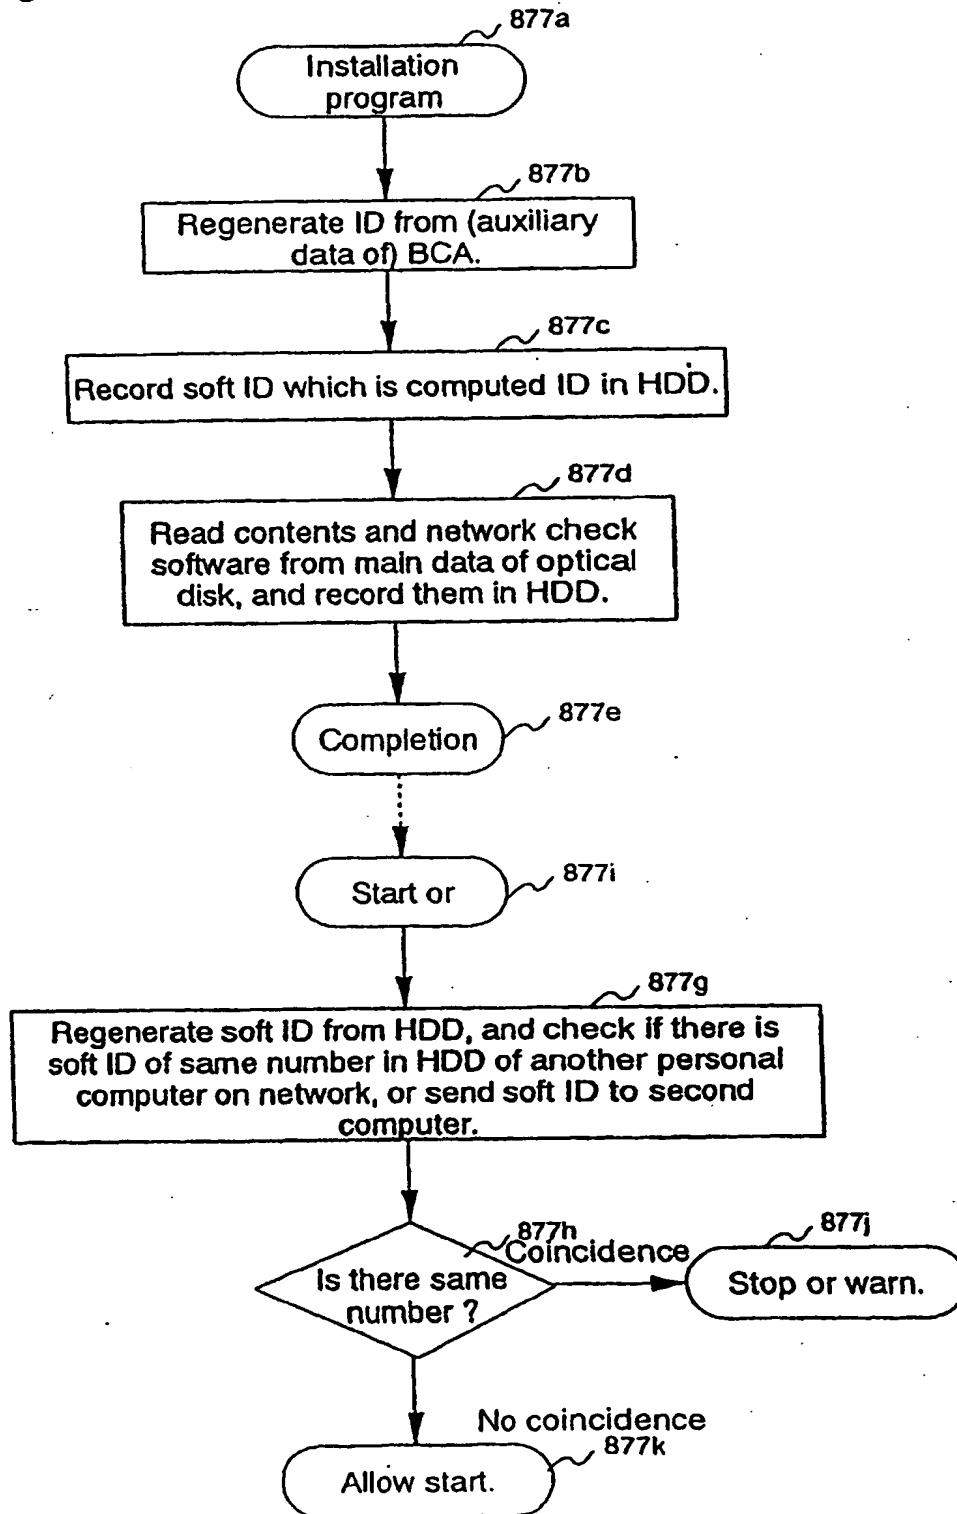 877a
Installation
program
877b
Regenerate ID from (auxiliary
data of) BCA.
877c
Record soft ID which is computed ID in HDD.
877d
Read contents and network check
software from main data of optical
disk, and record them in HDD.
877e
Completion
877i
Start or
877g
Regenerate soft ID from HDD, and check if there is
soft ID of same number in HDD of another personal
computer on network, or send soft ID to second
computer.
877h
Coincidence
877j
Is there same
number ?
Stop or warn.
No coincidence
877k
Allow start.